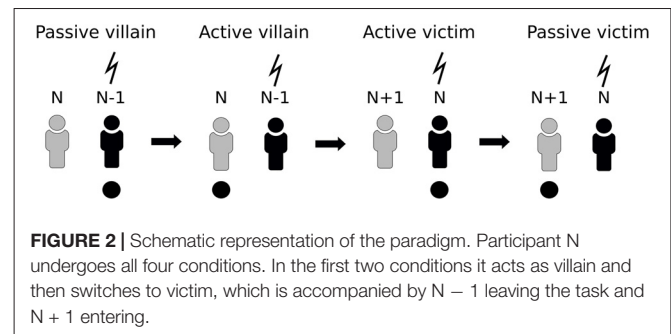 Passive villain Active villain Active victim Passive victim
N N-1 N N-1 N+1 N N+1 N
FIGURE 2 | Schematic representation of the paradigm. Participant N
undergoes all four conditions. In the first two conditions it acts as villain and
then switches to victim, which is accompanied by N − 1 leaving the task and
N + 1 entering.